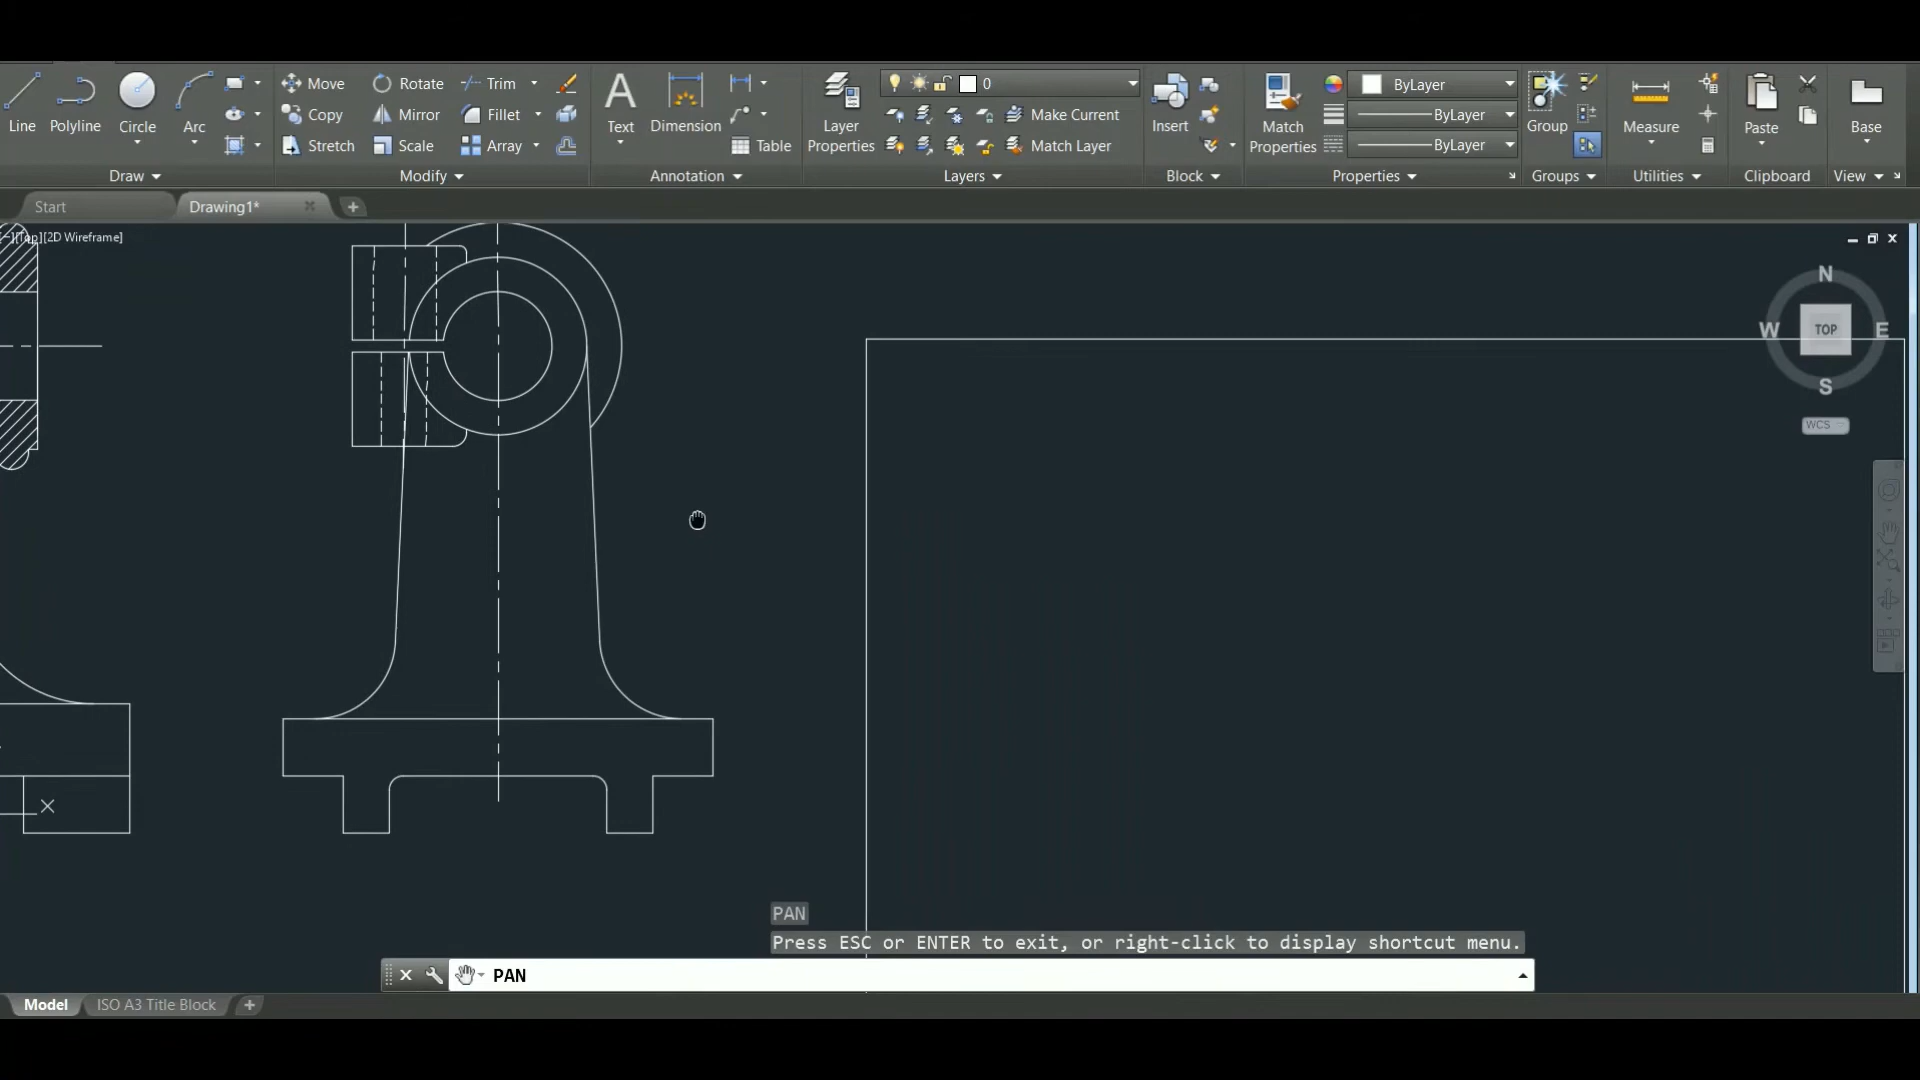 Line
Polyline
Circle
Arc
Draw
Move
Copy
Stretch
Rotate
Mirror
Scale
Trim
Fillet
Array
Modify
Text
Dimension
Table
Annotation
Layer
Properties
0
Make Current
Match Layer
Layers
Insert
Block
Match
Properties
ByLayer
ByLayer
ByLayer
Properties
Group
Groups
Measure
Utilities
Paste
Clipboard
Base
View
Start
Drawing1*
[−][Top][2D Wireframe]
N
W
TOP
E
S
WCS
PAN
Press ESC or ENTER to exit, or right-click to display shortcut menu.
PAN
Model
ISO A3 Title Block